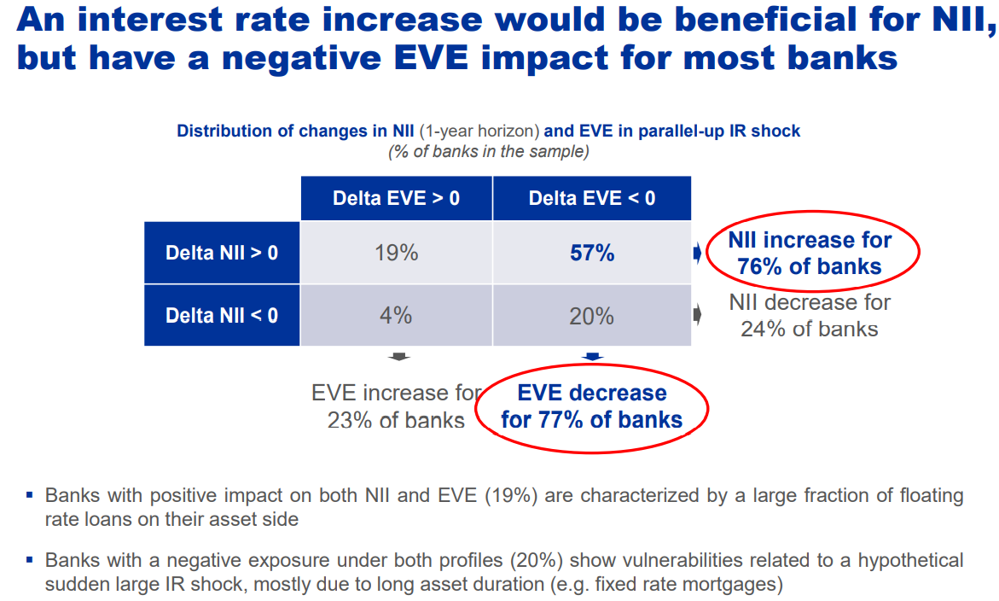 An interest rate increase would be beneficial for NII,
but have a negative EVE impact for most banks
Distribution of changes in NII (1-year horizon) and EVE in parallel-up IR shock
(% of banks in the sample)
Delta EVE > 0
Delta EVE < 0
Delta NII > 0
19%
57%
NII increase for
76% of banks
Delta NII < 0
4%
20%
NII decrease for
24% of banks
EVE increase for
23% of banks
EVE decrease
for 77% of banks
▪ Banks with positive impact on both NII and EVE (19%) are characterized by a large fraction of floating
rate loans on their asset side
▪ Banks with a negative exposure under both profiles (20%) show vulnerabilities related to a hypothetical
sudden large IR shock, mostly due to long asset duration (e.g. fixed rate mortgages)